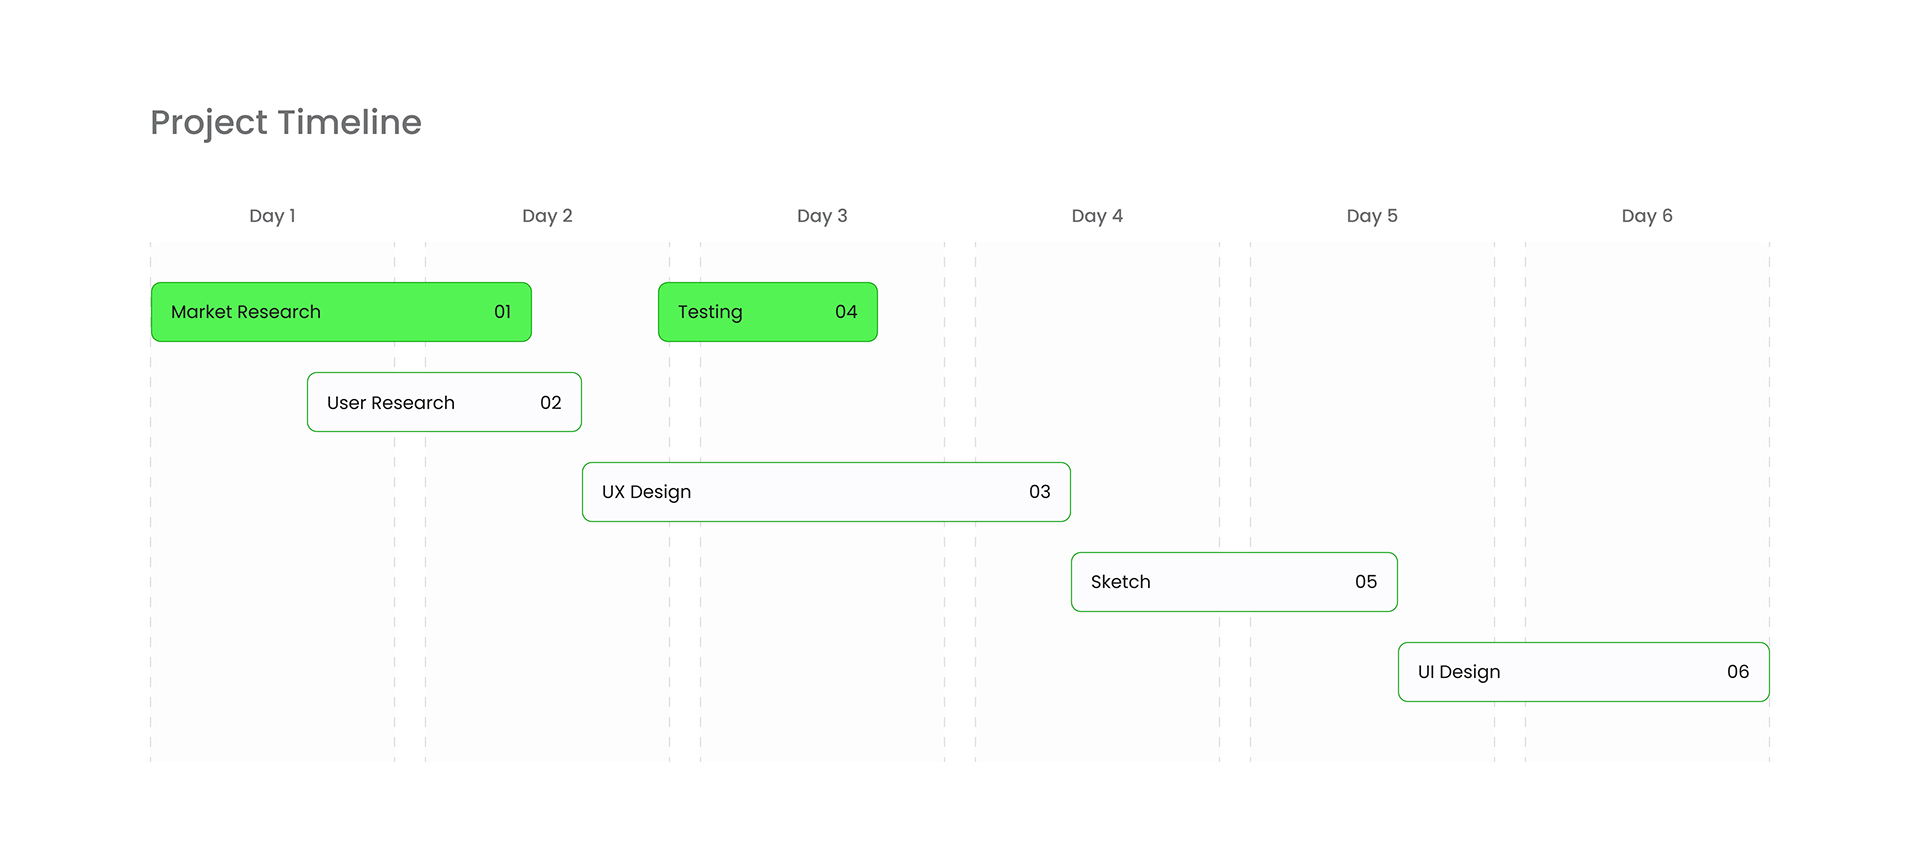 Project Timeline
Day 1 Day 2 Day 3 Day 4 Day 5 Day 6
Market Research 01 Testing 04
User Research 02
UX Design 03
Sketch 05
UI Design 06